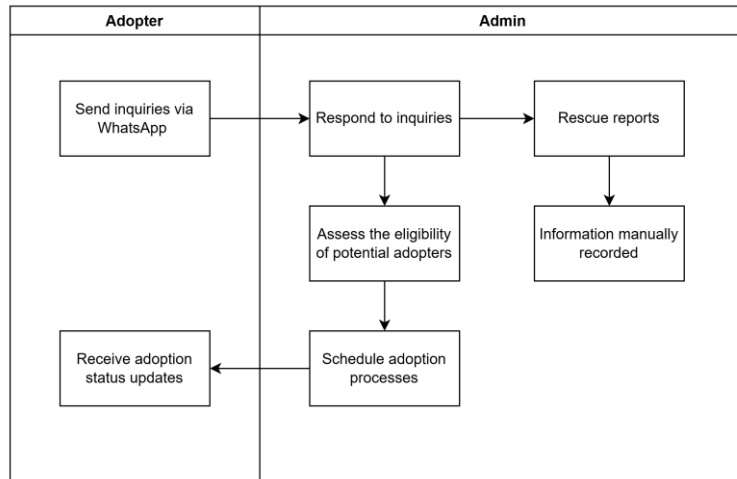 Adopter
Admin
Send inquiries via
WhatsApp
Respond to inquiries
Rescue reports
Assess the eligibility
of potential adopters
Information manually
recorded
Receive adoption
status updates
Schedule adoption
processes